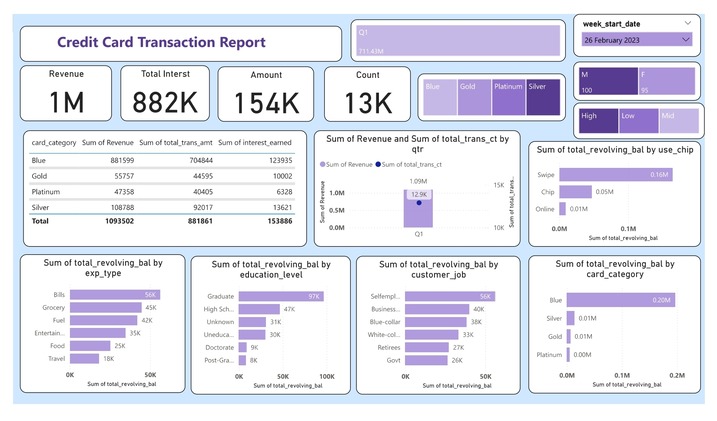 Credit Card Transaction Report
Q1
711.43M
week_start_date
26 February 2023
Revenue
1M
Total Interst
882K
Amount
154K
Count
13K
Blue
Gold
Platinum
Silver
M
100
F
95
High
Low
Mid
card_category Sum of Revenue Sum of total_trans_amt Sum of interest_earned
Blue 881599 704844 123935
Gold 55757 44595 10002
Platinum 47358 40405 6328
Silver 108788 92017 13621
Total 1093502 881861 153886
Sum of Revenue and Sum of total_trans_ct by
qtr
Sum of Revenue Sum of total_trans_ct
Sum of Revenue
1.0M
0.5M
0.0M
1.09M
12.9K
Q1
15K
10K
Sum of total_trans...
Sum of total_revolving_bal by use_chip
Swipe 0.16M
Chip 0.05M
Online 0.01M
0.0M 0.1M
Sum of total_revolving_bal
Sum of total_revolving_bal by
exp_type
Bills 56K
Grocery 45K
Fuel 42K
Entertain... 35K
Food 25K
Travel 18K
0K 50K
Sum of total_revolving_bal
Sum of total_revolving_bal by
education_level
Graduate 97K
High Sch... 47K
Unknown 31K
Uneduca... 30K
Doctorate 9K
Post-Gra... 8K
0K 50K 100K
Sum of total_revolving_bal
Sum of total_revolving_bal by
customer_job
Selfempl... 56K
Business... 40K
Blue-collar 38K
White-col... 33K
Retirees 27K
Govt 26K
0K 50K
Sum of total_revolving_bal
Sum of total_revolving_bal by
card_category
Blue 0.20M
Silver 0.01M
Gold 0.01M
Platinum 0.00M
0.0M 0.1M 0.2M
Sum of total_revolving_bal